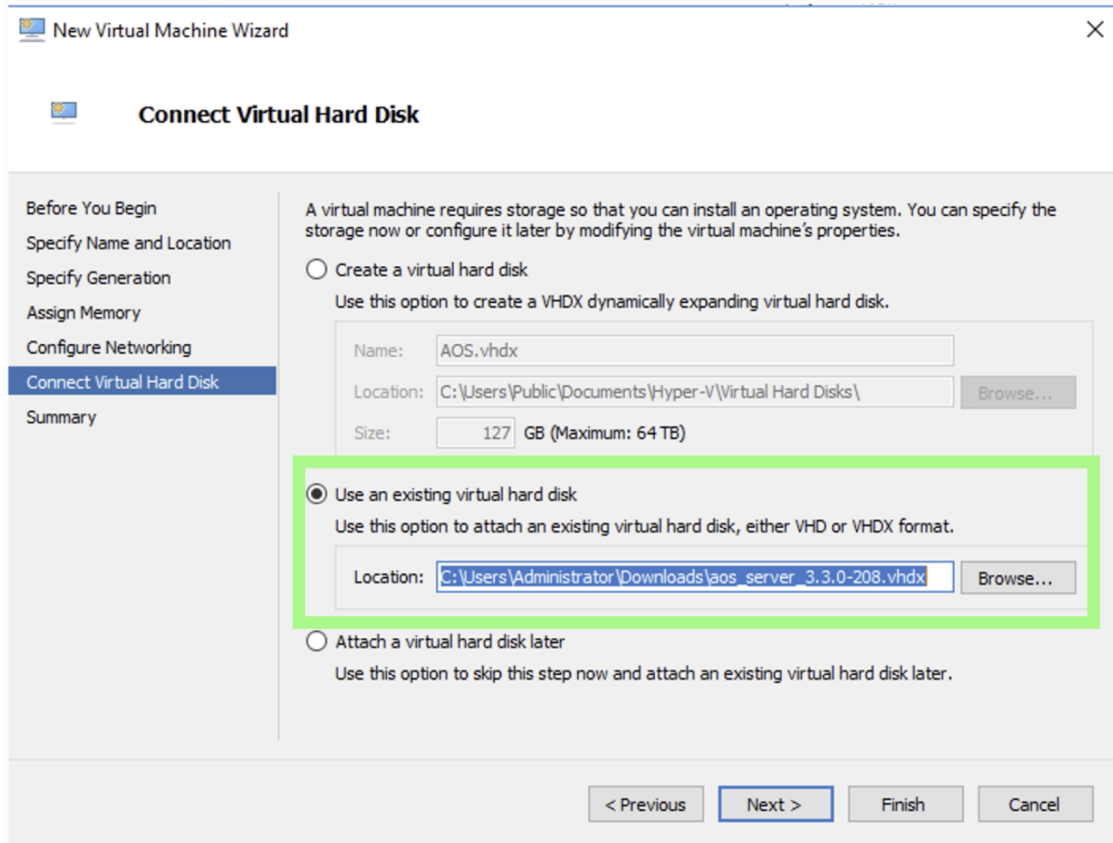 New Virtual Machine Wizard
Connect Virtual Hard Disk
Before You Begin
Specify Name and Location
Specify Generation
Assign Memory
Configure Networking
Connect Virtual Hard Disk
Summary
A virtual machine requires storage so that you can install an operating system. You can specify the
storage now or configure it later by modifying the virtual machine's properties.
Create a virtual hard disk
Use this option to create a VHDX dynamically expanding virtual hard disk.
Name: AOS.vhdx
Location: C:\Users\Public\Documents\Hyper-V\Virtual Hard Disks\ Browse...
Size: 127 GB (Maximum: 64 TB)
Use an existing virtual hard disk
Use this option to attach an existing virtual hard disk, either VHD or VHDX format.
Location: C:\Users\Administrator\Downloads\aos_server_3.3.0-208.vhdx Browse...
Attach a virtual hard disk later
Use this option to skip this step now and attach an existing virtual hard disk later.
< Previous Next > Finish Cancel